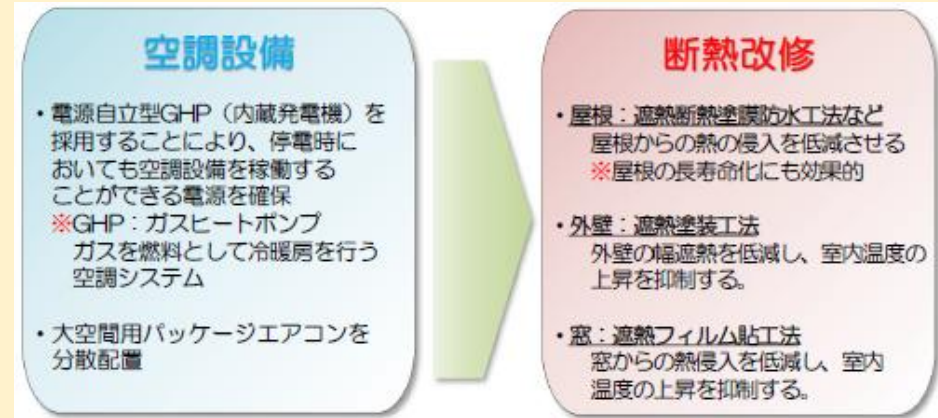 空調設備
・電源自立型GHP（内蔵発電機）を
採用することにより、停電時に
おいても空調設備を稼働する
ことができる電源を確保
※GHP：ガスヒートポンプ
ガスを燃料として冷暖房を行う
空調システム
・大空間用パッケージエアコンを
分散配置
断熱改修
・屋根：遮熱断熱塗膜防水工法など
屋根からの熱の侵入を低減させる
※屋根の長寿命化にも効果的
・外壁：遮熱塗装工法
外壁の幅遮熱を低減し、室内温度の
上昇を抑制する。
・窓：遮熱フィルム貼工法
窓からの熱侵入を低減し、室内
温度の上昇を抑制する。